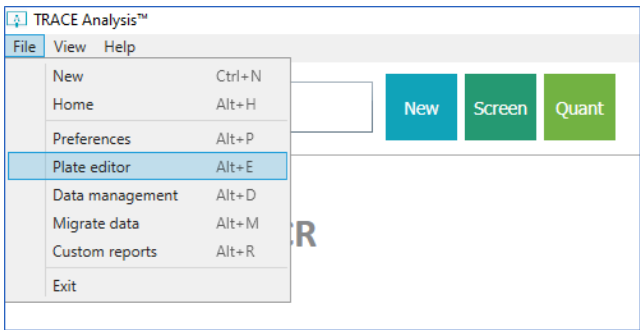 TRACE Analysis™
File View Help
New Ctrl+N
Home Alt+H
Preferences Alt+P
Plate editor Alt+E
Data management Alt+D
Migrate data Alt+M
Custom reports Alt+R
Exit
New Screen Quant
CR